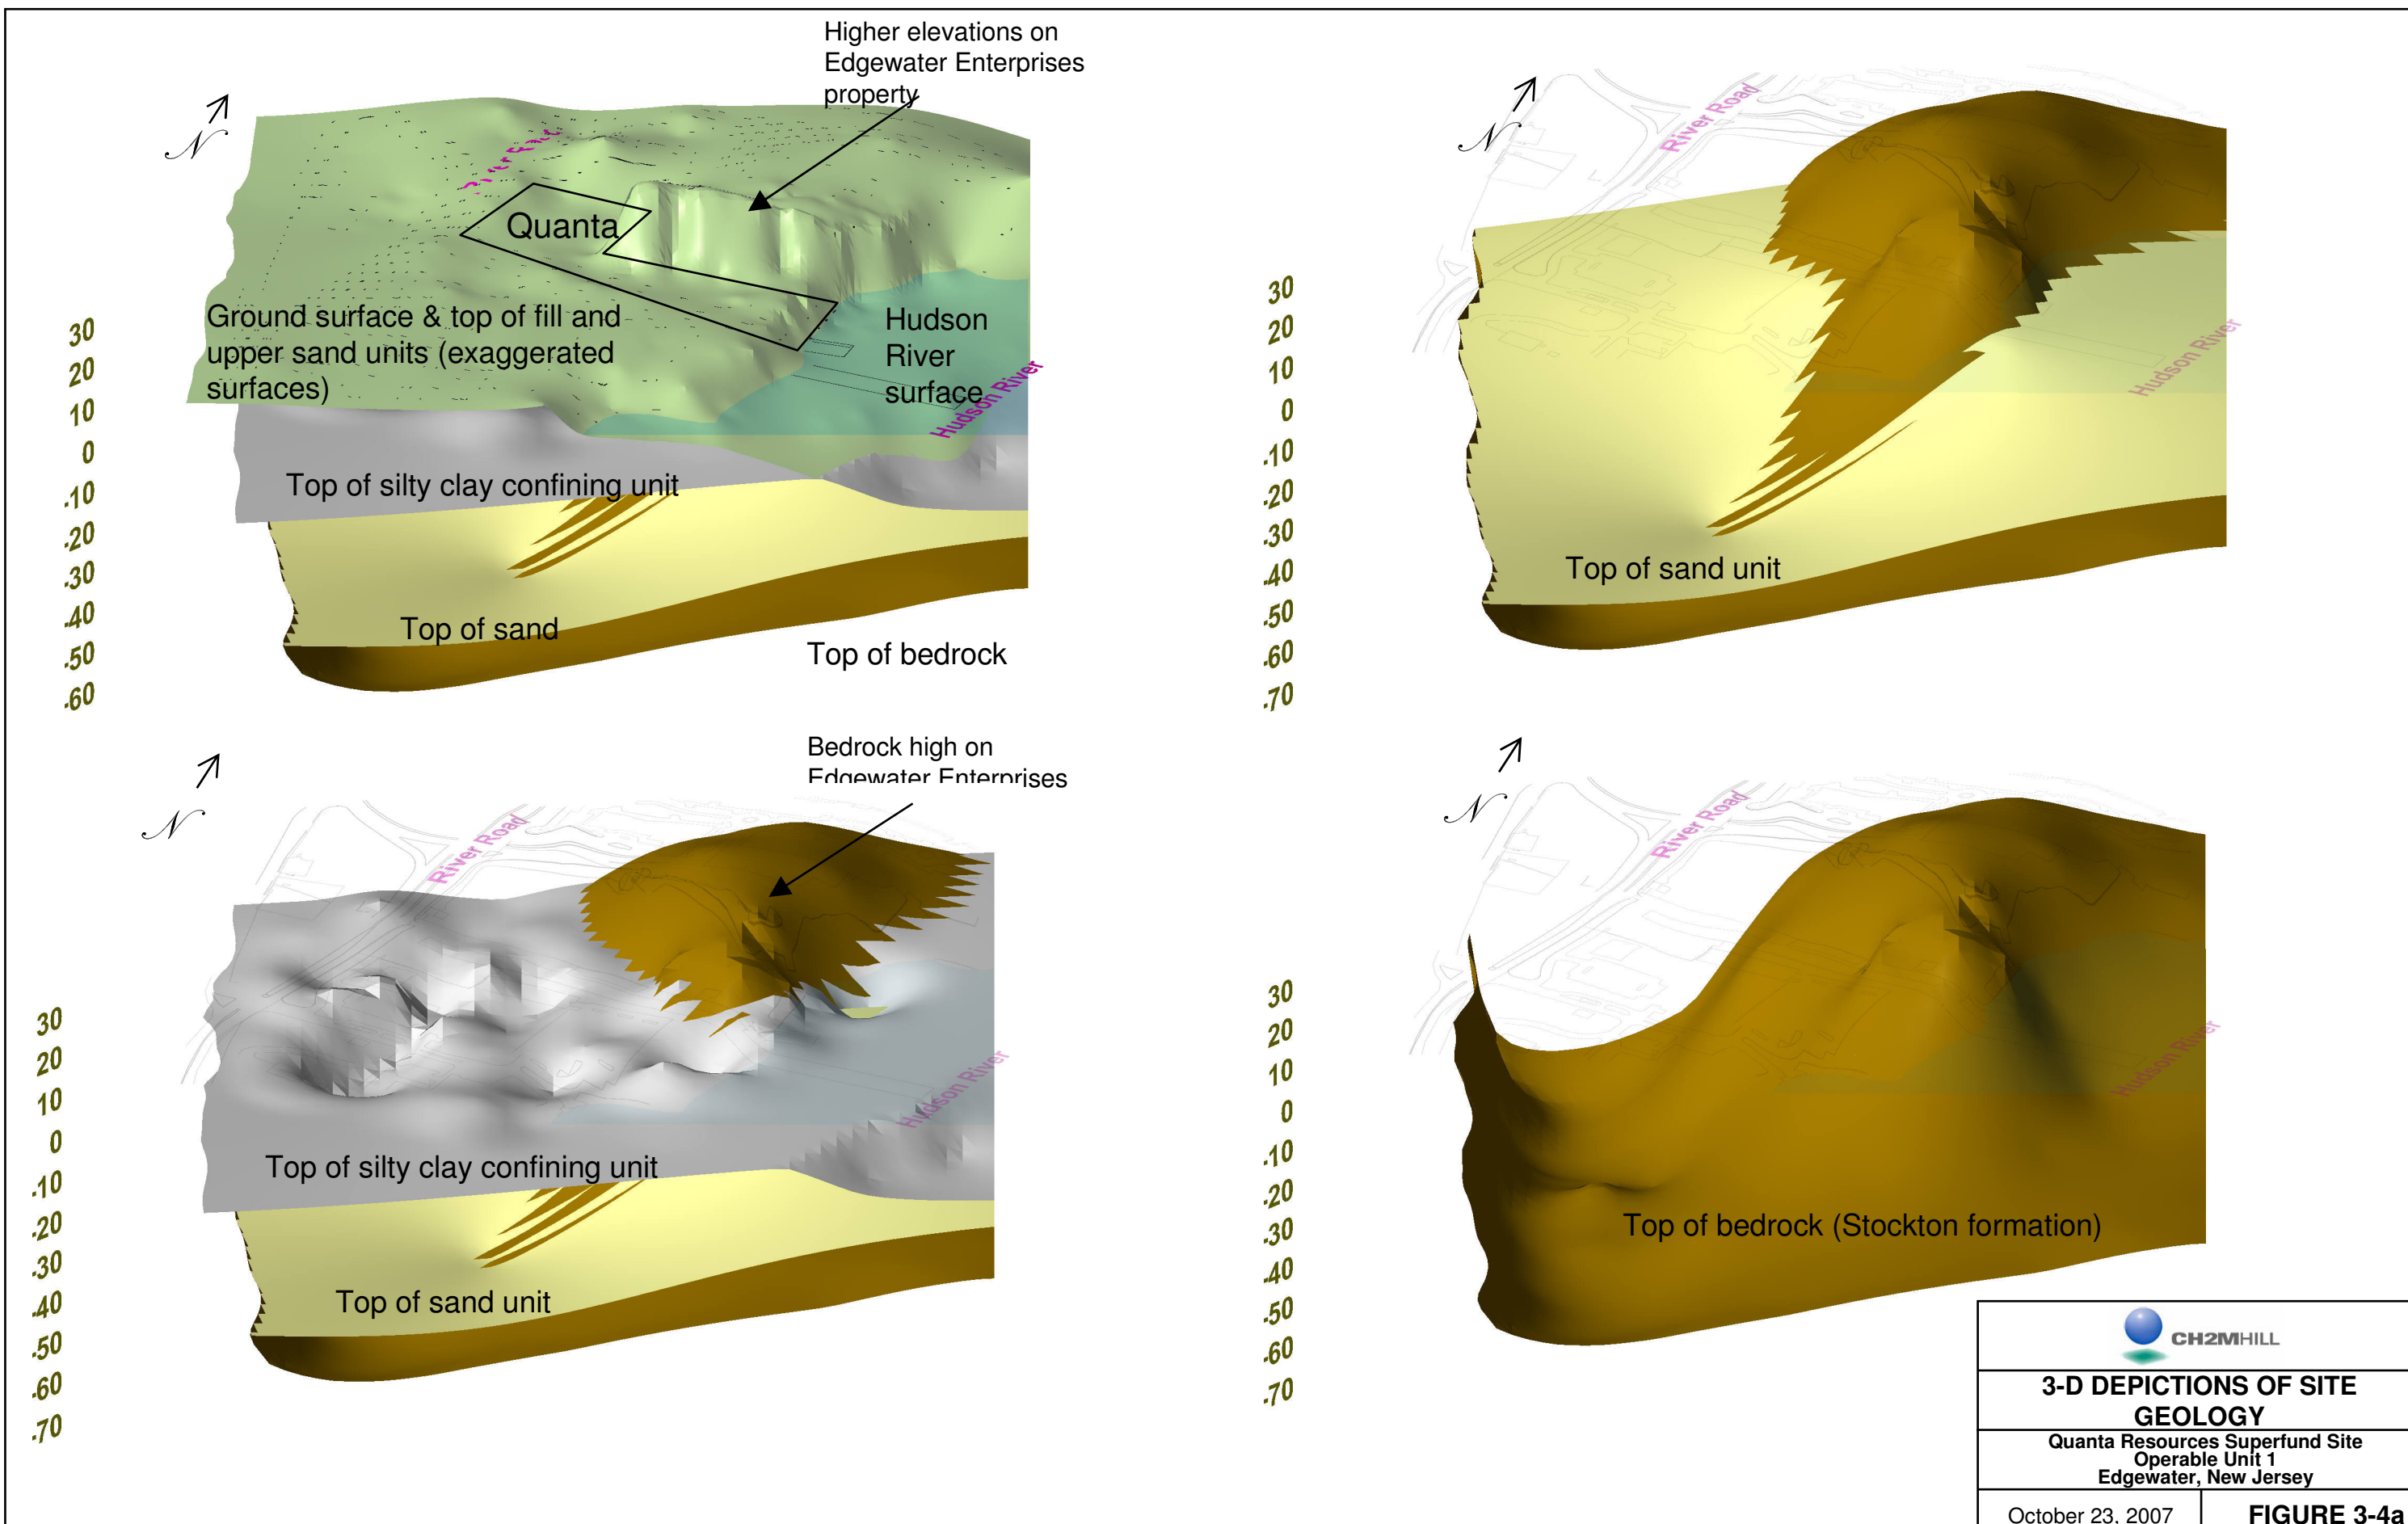 Higher elevations on
Edgewater Enterprises
property
N
River Road
Quanta
Ground surface & top of fill and
upper sand units (exaggerated
surfaces)
Hudson
River
surface
Hudson River
Top of silty clay confining unit
Top of sand
Top of bedrock
30
20
10
0
-10
-20
-30
-40
-50
-60
N
River Road
Hudson River
Top of sand unit
30
20
10
0
-10
-20
-30
-40
-50
-60
-70
Bedrock high on
Edgewater Enterprises
N
River Road
Hudson River
Top of silty clay confining unit
Top of sand unit
30
20
10
0
-10
-20
-30
-40
-50
-60
-70
N
River Road
Hudson River
Top of bedrock (Stockton formation)
30
20
10
0
-10
-20
-30
-40
-50
-60
-70
CH2MHILL
3-D DEPICTIONS OF SITE
GEOLOGY
Quanta Resources Superfund Site
Operable Unit 1
Edgewater, New Jersey
October 23, 2007
FIGURE 3-4a